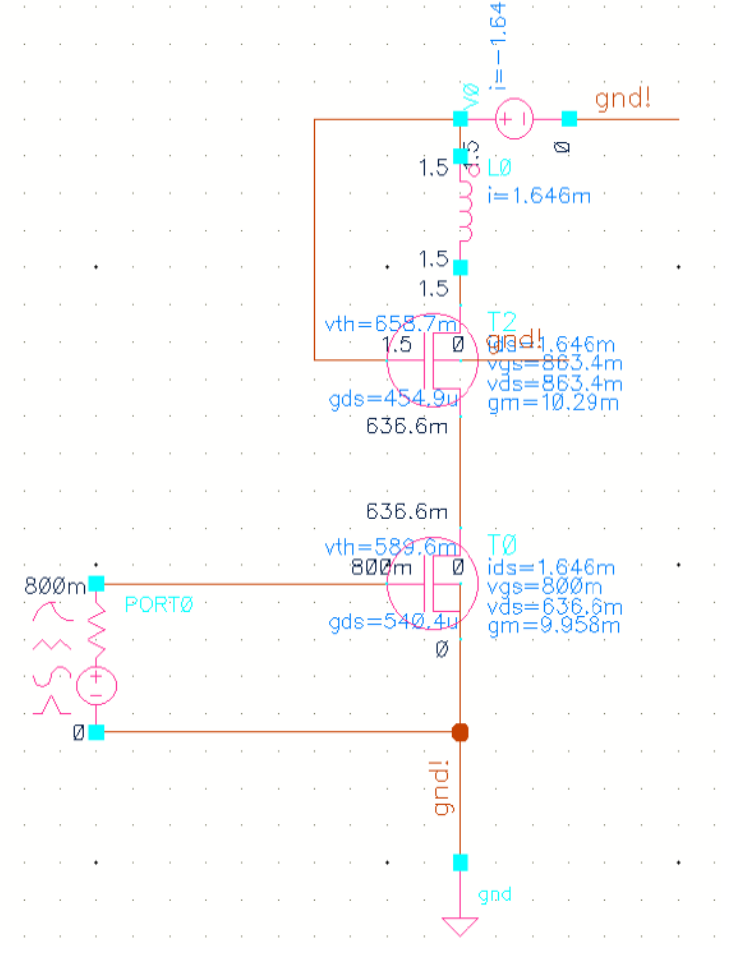 i=-1.64
V0
gnd!
0
1.5
1.5
L0
i=1.646m
1.5
1.5
T2
vth=658.7m
gnd!
1.5
0
ids=1.646m
vgs=863.4m
vds=863.4m
gds=454.9u
gm=10.29m
636.6m
636.6m
T0
vth=589.6m
800m
0
ids=1.646m
800m
vgs=800m
PORT0
vds=636.6m
gds=540.4u
gm=9.958m
0
0
gnd!
gnd